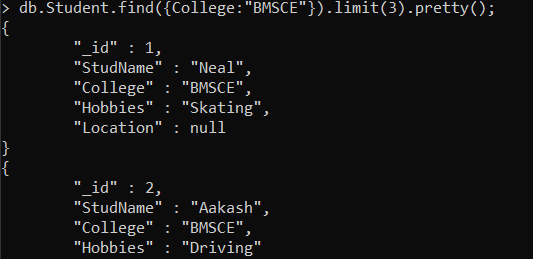 > db.Student.find({College:"BMSCE"}).limit(3).pretty();
{
        "_id" : 1,
        "StudName" : "Neal",
        "College" : "BMSCE",
        "Hobbies" : "Skating",
        "Location" : null
}
{
        "_id" : 2,
        "StudName" : "Aakash",
        "College" : "BMSCE",
        "Hobbies" : "Driving"